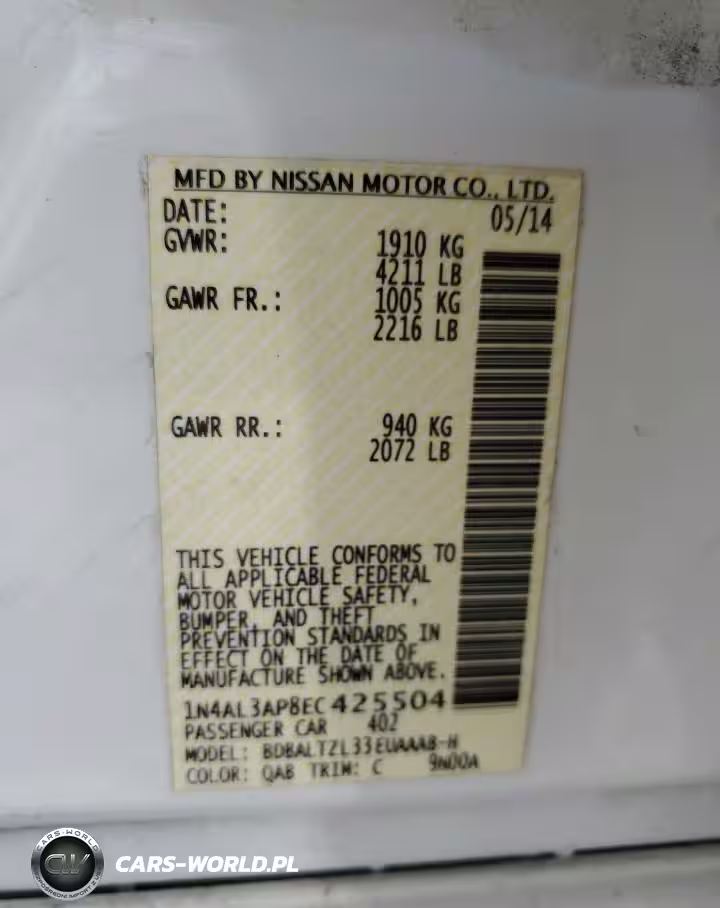 MFD BY NISSAN MOTOR CO., LTD.
DATE: 05/14
GVWR: 1910 KG
4211 LB
GAWR FR.: 1005 KG
2216 LB
GAWR RR.: 940 KG
2072 LB
THIS VEHICLE CONFORMS TO
ALL APPLICABLE FEDERAL
MOTOR VEHICLE SAFETY,
BUMPER, AND THEFT
PREVENTION STANDARDS IN
EFFECT ON THE DATE OF
MANUFACTURE SHOWN ABOVE.
1N4AL3AP8EC425504
PASSENGER CAR 402
MODEL: BDBALTZL33EUAAAB-H
COLOR: QAB TRIM: C 9N00A
CARS-WORLD
CW
CARS-WORLD.PL